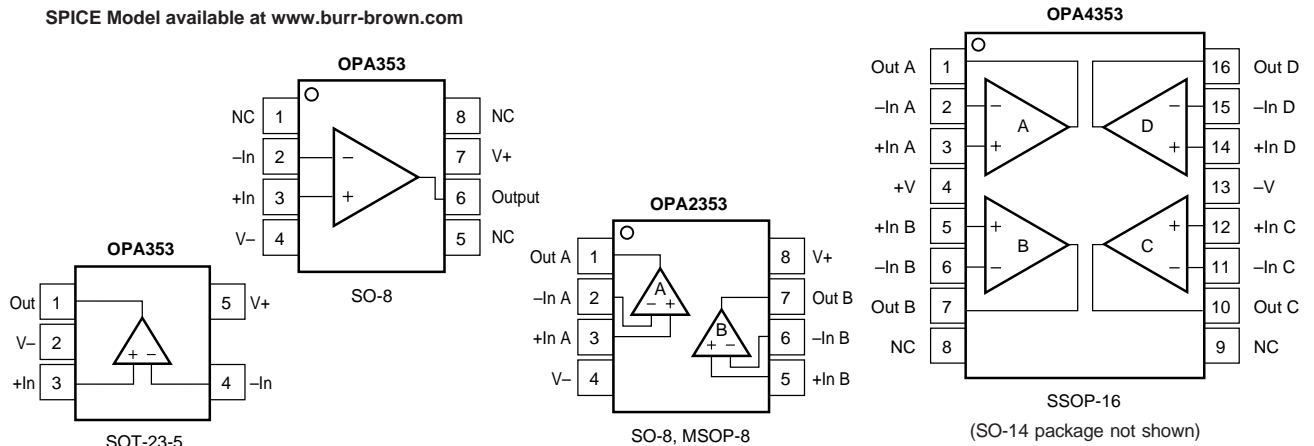 SPICE Model available at www.burr-brown.com
OPA353
NC 1 8 NC
–In 2 – 7 V+
+In 3 + 6 Output
V– 4 5 NC
SO-8
OPA353
Out 1 5 V+
V– 2
+In 3 + – 4 –In
SOT-23-5
OPA2353
Out A 1 8 V+
–In A 2 A – + 7 Out B
+In A 3 B + – 6 –In B
V– 4 5 +In B
SO-8, MSOP-8
OPA4353
Out A 1 16 Out D
–In A 2 – – 15 –In D
A D
+In A 3 + + 14 +In D
+V 4 13 –V
+In B 5 + + 12 +In C
B C
–In B 6 – – 11 –In C
Out B 7 10 Out C
NC 8 9 NC
SSOP-16
(SO-14 package not shown)